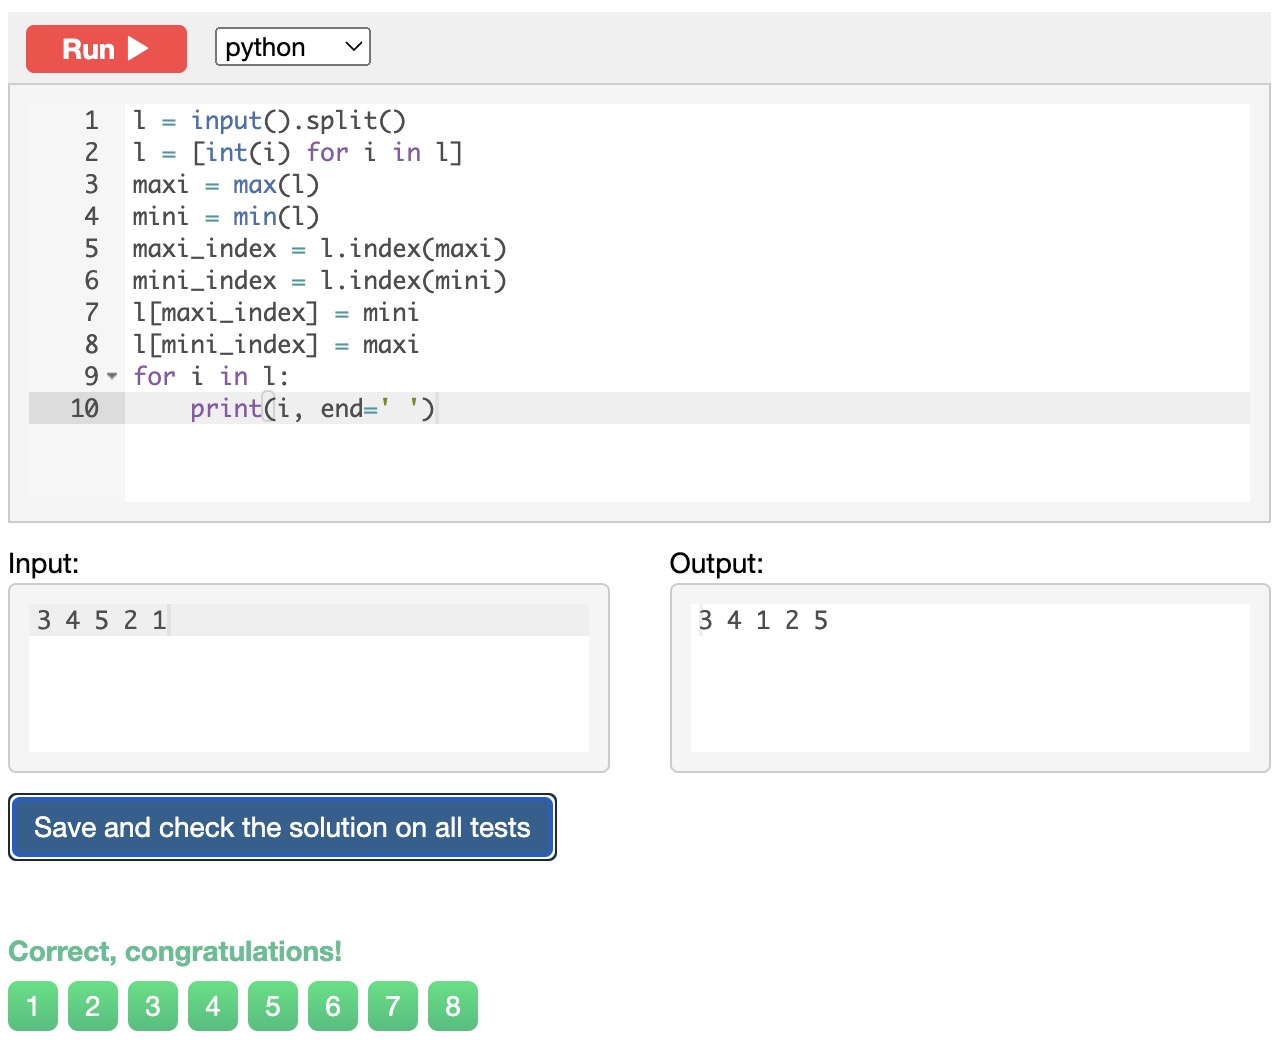 Run
python
1 l = input().split()
2 l = [int(i) for i in l]
3 maxi = max(l)
4 mini = min(l)
5 maxi_index = l.index(maxi)
6 mini_index = l.index(mini)
7 l[maxi_index] = mini
8 l[mini_index] = maxi
9 for i in l:
10     print(i, end=' ')
Input:
3 4 5 2 1
Output:
3 4 1 2 5
Save and check the solution on all tests
Correct, congratulations!
1 2 3 4 5 6 7 8